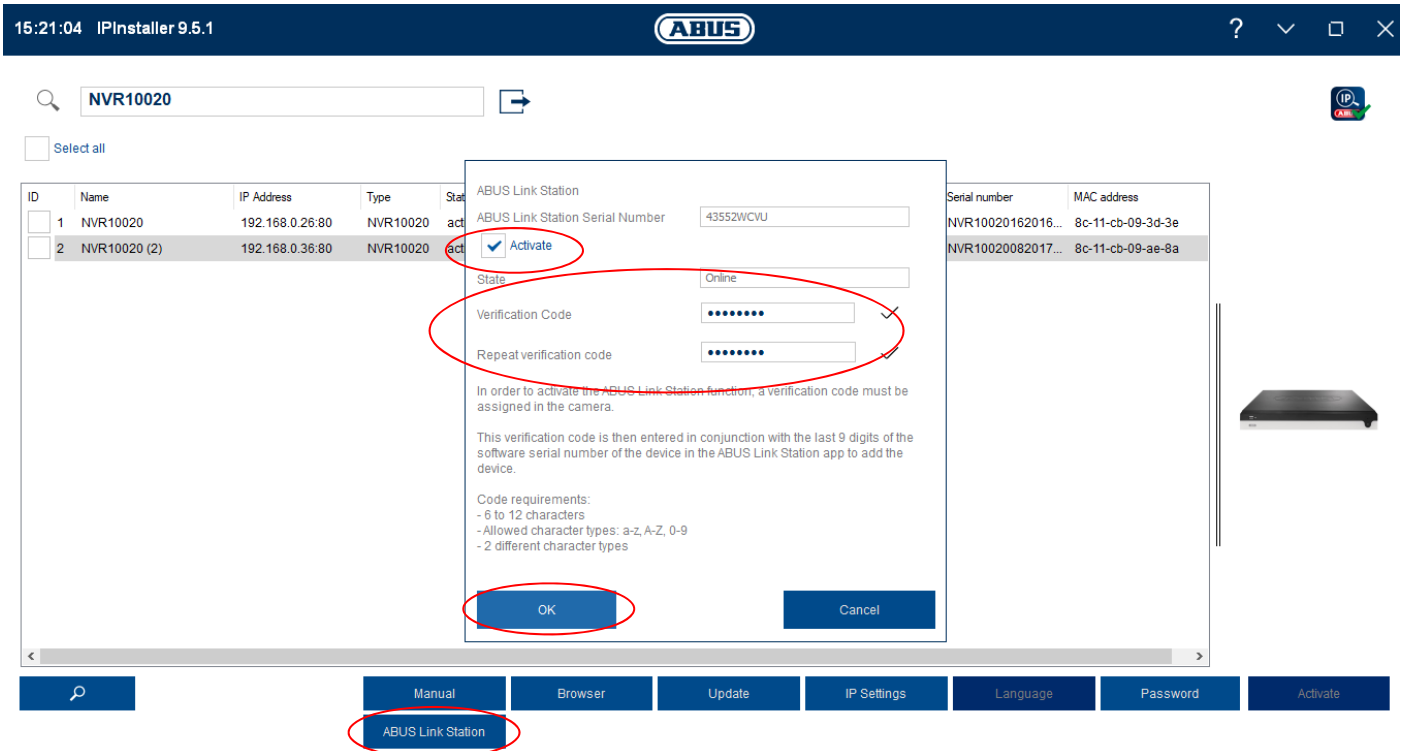 15:21:04 IPInstaller 9.5.1
ABUS
?
NVR10020
IP
ABUS
Select all
ID Name IP Address Type Stat Serial number MAC address
1 NVR10020 192.168.0.26:80 NVR10020 act NVR10020162016... 8c-11-cb-09-3d-3e
2 NVR10020 (2) 192.168.0.36:80 NVR10020 act NVR10020082017... 8c-11-cb-09-ae-8a
ABUS Link Station
ABUS Link Station Serial Number 43552WCVU
Activate
State Online
Verification Code ••••••••
Repeat verification code ••••••••
In order to activate the ABUS Link Station function, a verification code must be
assigned in the camera.
This verification code is then entered in conjunction with the last 9 digits of the
software serial number of the device in the ABUS Link Station app to add the
device.
Code requirements:
- 6 to 12 characters
- Allowed character types: a-z, A-Z, 0-9
- 2 different character types
OK Cancel
Manual Browser Update IP Settings Language Password Activate
ABUS Link Station